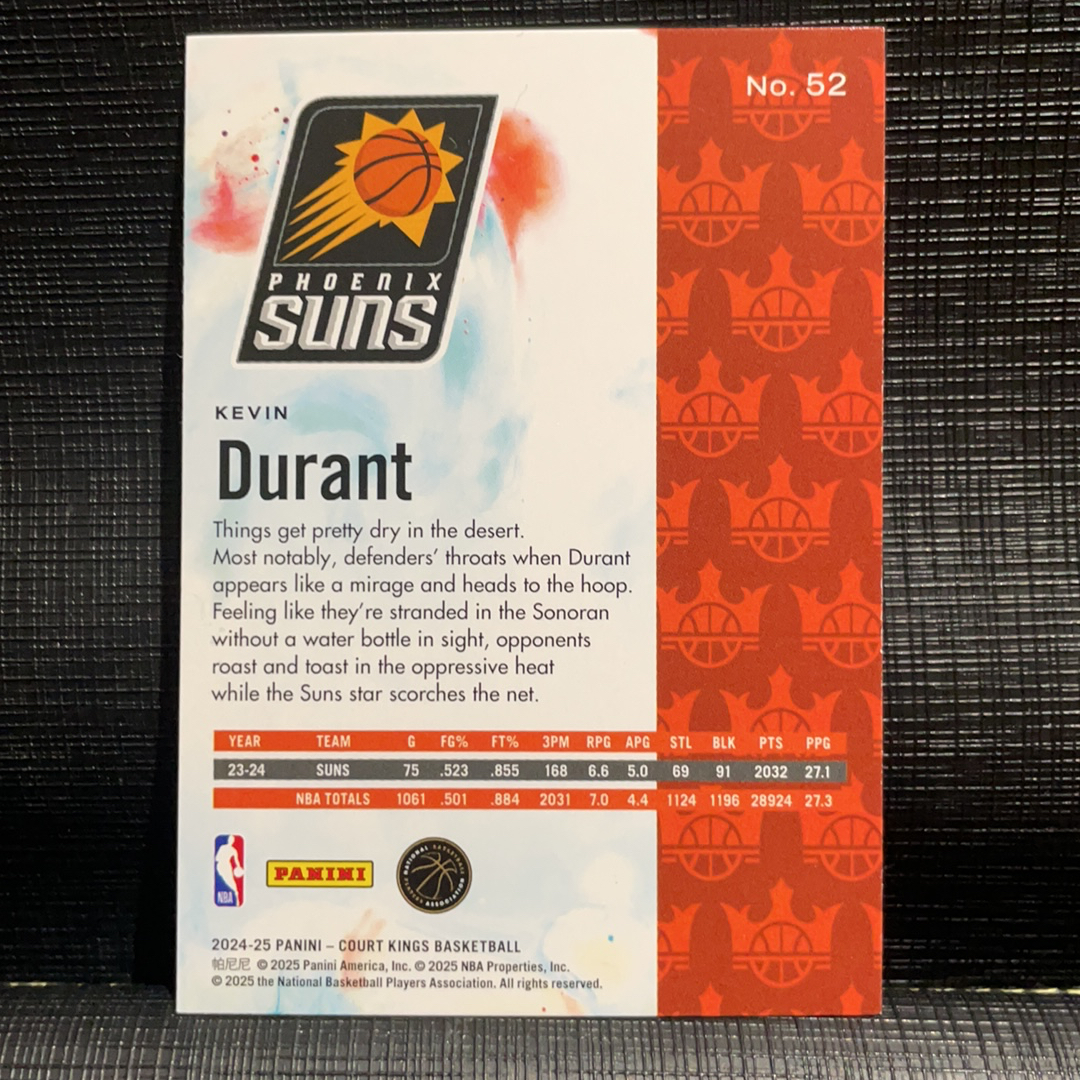 No. 52
PHOENIX
SUNS
KEVIN
Durant
Things get pretty dry in the desert.
Most notably, defenders' throats when Durant
appears like a mirage and heads to the hoop.
Feeling like they're stranded in the Sonoran
without a water bottle in sight, opponents
roast and toast in the oppressive heat
while the Suns star scorches the net.
YEAR TEAM G FG% FT% 3PM RPG APG STL BLK PTS PPG
23-24 SUNS 75 .523 .855 168 6.6 5.0 69 91 2032 27.1
NBA TOTALS 1061 .501 .884 2031 7.0 4.4 1124 1196 28924 27.3
NBA
PANINI
NATIONAL BASKETBALL PLAYERS ASSOCIATION
2024-25 PANINI – COURT KINGS BASKETBALL
帕尼尼 © 2025 Panini America, Inc. © 2025 NBA Properties, Inc.
© 2025 the National Basketball Players Association. All rights reserved.